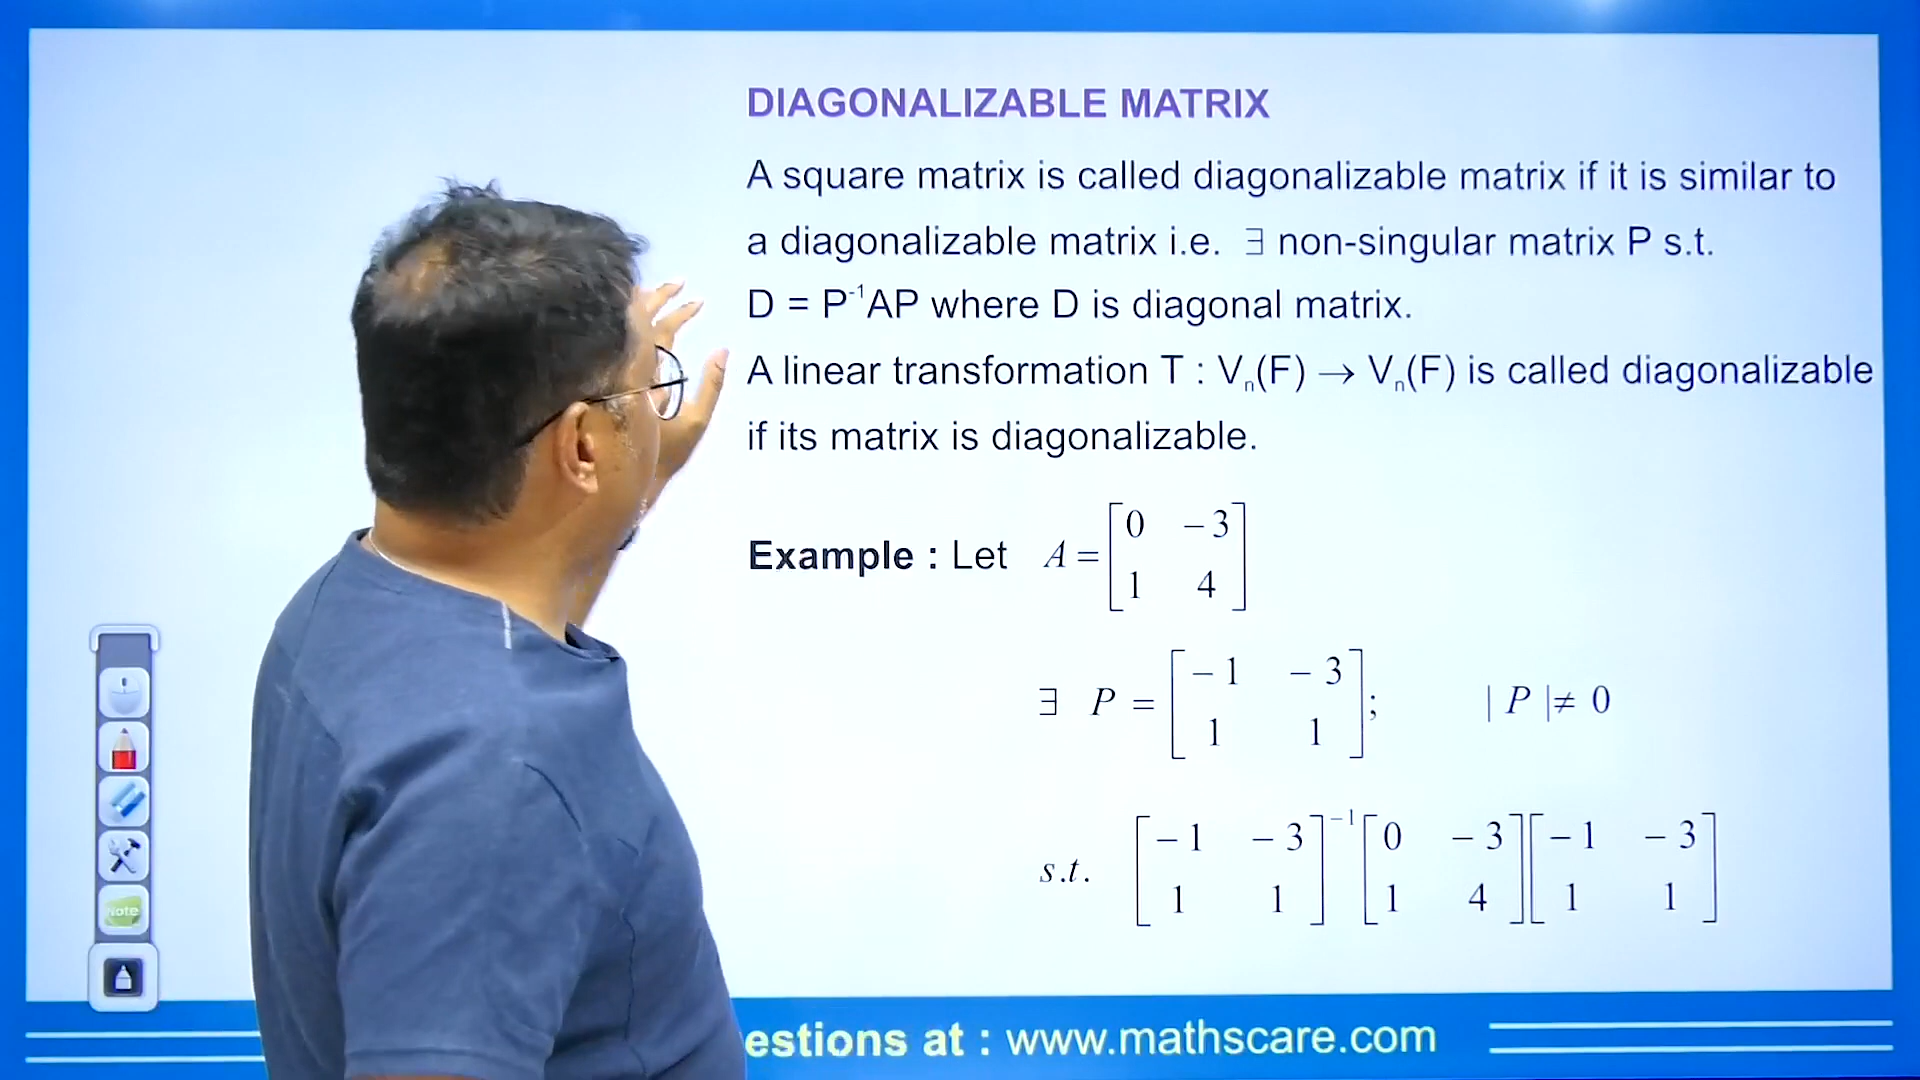 DIAGONALIZABLE MATRIX
A square matrix is called diagonalizable matrix if it is similar to
a diagonalizable matrix i.e. ∃ non-singular matrix P s.t.
D = P⁻¹AP where D is diagonal matrix.
A linear transformation T : Vₙ(F) → Vₙ(F) is called diagonalizable
if its matrix is diagonalizable.
Example : Let A = [0 −3; 1 4]
∃ P = [−1 −3; 1 1]; | P | ≠ 0
s.t. [−1 −3; 1 1]⁻¹ [0 −3; 1 4] [−1 −3; 1 1]
Note
estions at : www.mathscare.com